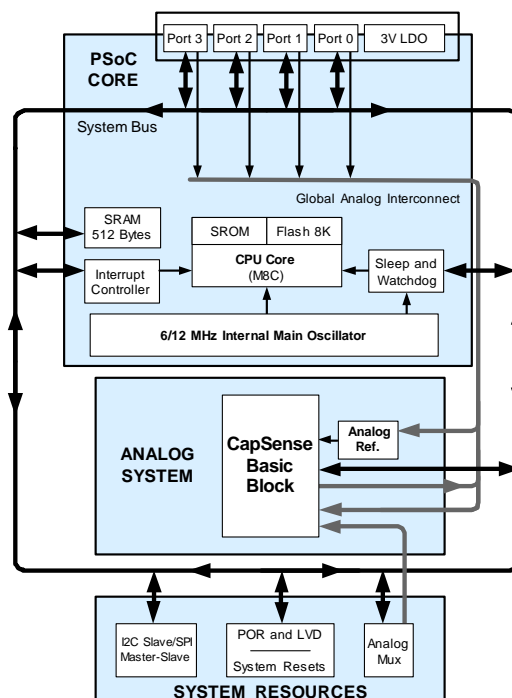 Port 3 Port 2 Port 1 Port 0 3V LDO
PSoC
CORE
System Bus
Global Analog Interconnect
SRAM
512 Bytes
SROM Flash 8K
CPU Core
(M8C)
Interrupt
Controller
Sleep and
Watchdog
6/12 MHz Internal Main Oscillator
ANALOG
SYSTEM
CapSense
Basic
Block
Analog
Ref.
I2C Slave/SPI
Master-Slave
POR and LVD
System Resets
Analog
Mux
SYSTEM RESOURCES